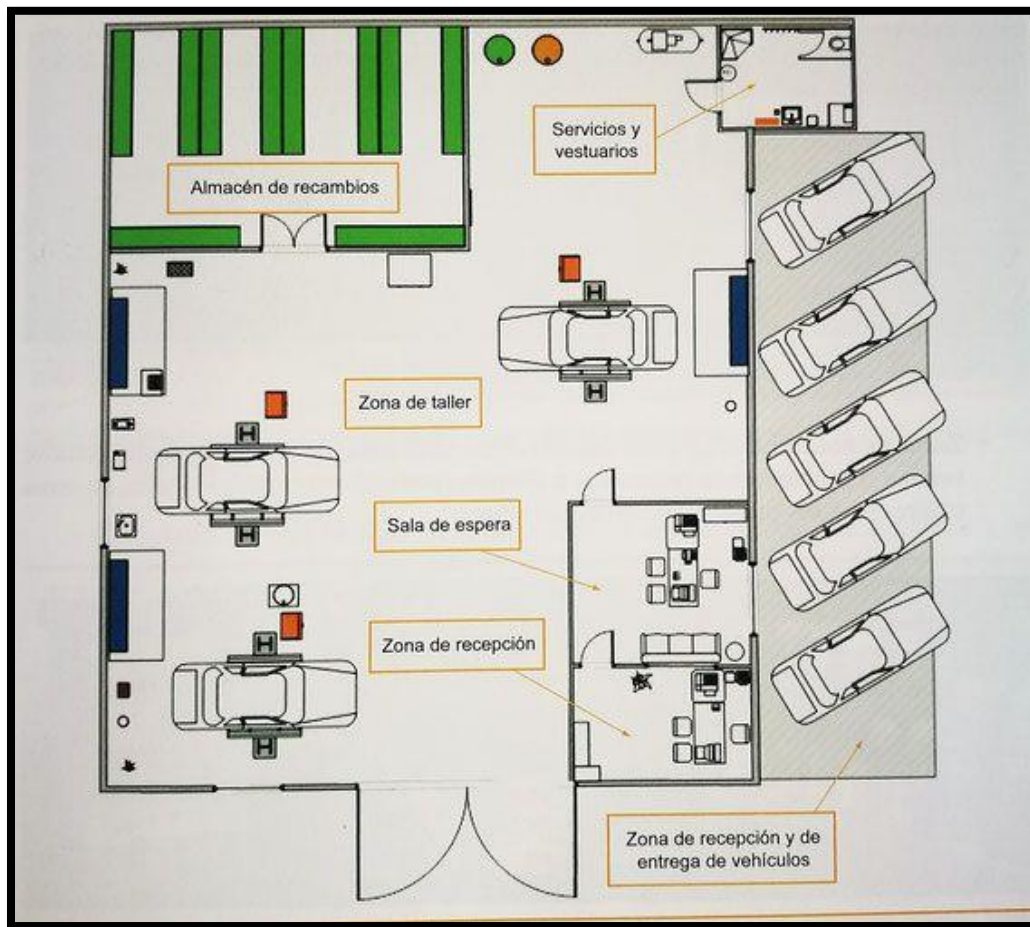 Servicios y
vestuarios
Almacén de recambios
Zona de taller
Sala de espera
Zona de recepción
Zona de recepción y de
entrega de vehículos